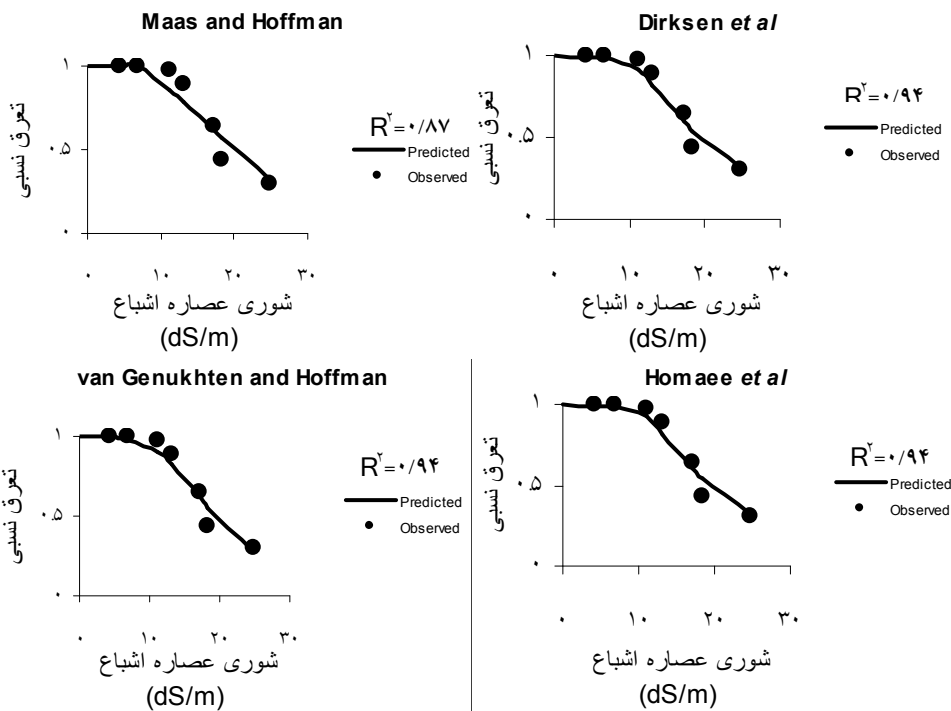 Maas and Hoffman
۱
۰.۵
۰
تعرق نسبی
R۲=۰/۸۷
Predicted
Observed
۰ ۱۰ ۲۰ ۳۰
شوری عصاره اشباع
(dS/m)
Dirksen et al
۱
۰.۵
۰
تعرق نسبی
R۲=۰/۹۴
Predicted
Observed
۰ ۱۰ ۲۰ ۳۰
شوری عصاره اشباع
(dS/m)
van Genukhten and Hoffman
۱
۰.۵
۰
تعرق نسبی
R۲=۰/۹۴
Predicted
Observed
۰ ۱۰ ۲۰ ۳۰
شوری عصاره اشباع
(dS/m)
Homaee et al
۱
۰.۵
۰
تعرق نسبی
R۲=۰/۹۴
Predicted
Observed
۰ ۱۰ ۲۰ ۳۰
شوری عصاره اشباع
(dS/m)